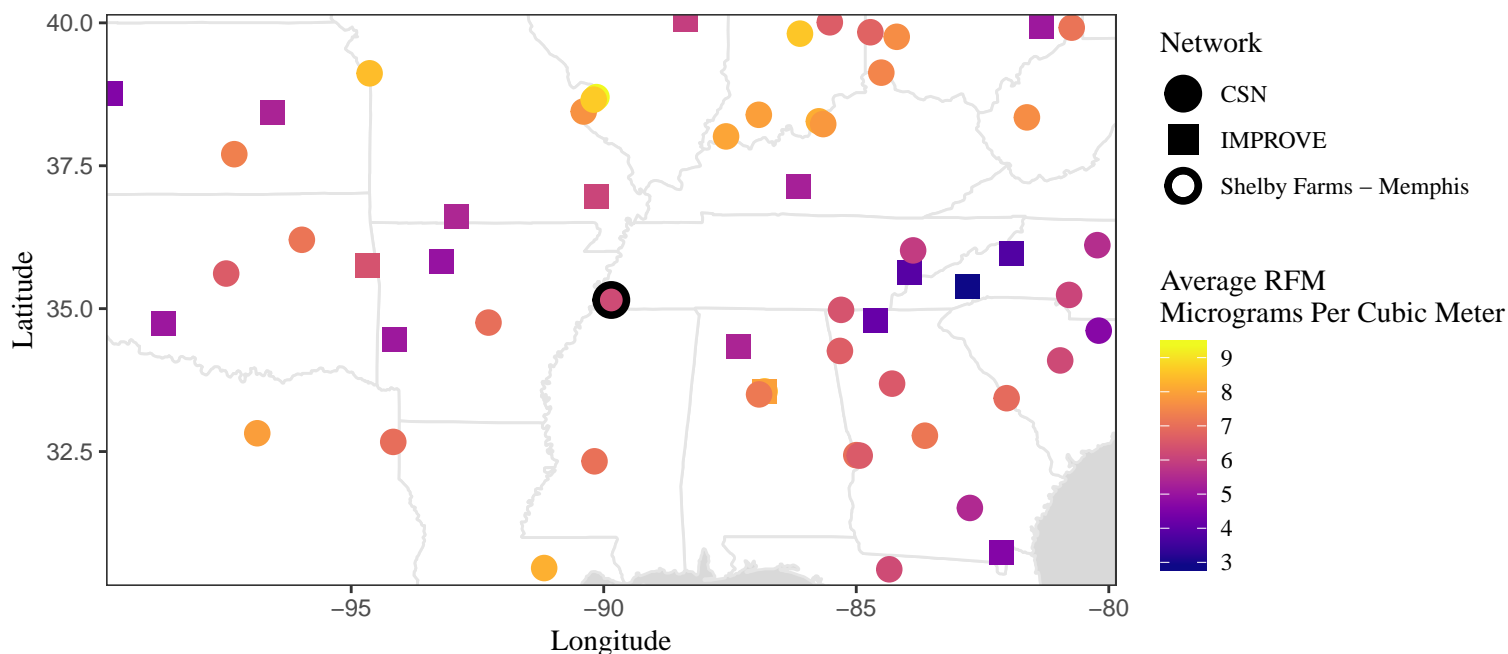 40.0
37.5
35.0
32.5
Latitude
−95
−90
−85
−80
Longitude
Network
CSN
IMPROVE
Shelby Farms − Memphis
Average RFM
Micrograms Per Cubic Meter
9
8
7
6
5
4
3